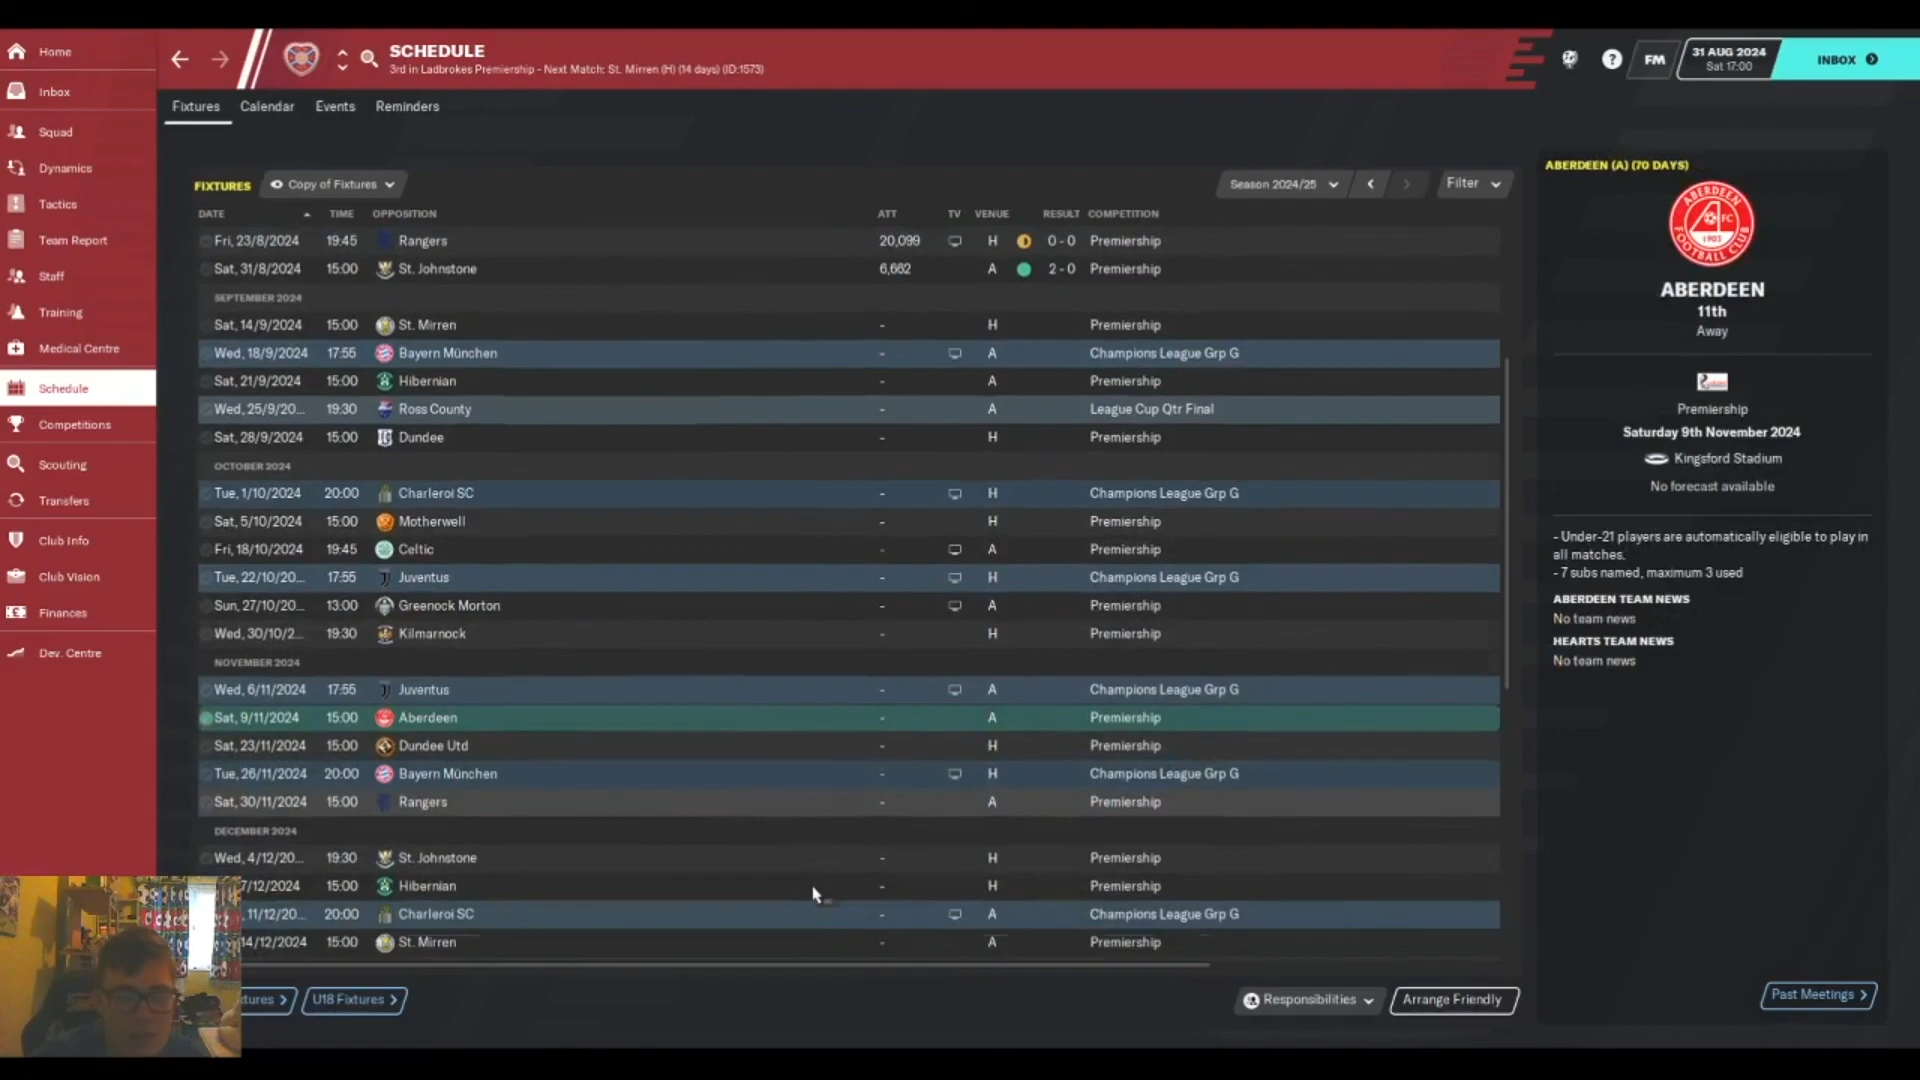 Home
Inbox
Squad
Dynamics
Tactics
Team Report
Staff
Training
Medical Centre
Schedule
Competitions
Scouting
Transfers
Club Info
Club Vision
Finances
Dev. Centre
SCHEDULE
3rd in Ladbrokes Premiership - Next Match: St. Mirren (H) (14 days) (ID:1573)
? FM 31 AUG 2024 INBOX
Sat 17:00
Fixtures Calendar Events Reminders
FIXTURES Copy of Fixtures Season 2024/25 Filter
DATE TIME OPPOSITION ATT TV VENUE RESULT COMPETITION
Fri, 23/8/2024 19:45 Rangers 20,099 H 0 - 0 Premiership
Sat, 31/8/2024 15:00 St. Johnstone 6,662 A 2 - 0 Premiership
SEPTEMBER 2024
Sat, 14/9/2024 15:00 St. Mirren - H Premiership
Wed, 18/9/2024 17:55 Bayern München - A Champions League Grp G
Sat, 21/9/2024 15:00 Hibernian - A Premiership
Wed, 25/9/20... 19:30 Ross County - A League Cup Qtr Final
Sat, 28/9/2024 15:00 Dundee - H Premiership
OCTOBER 2024
Tue, 1/10/2024 20:00 Charleroi SC - H Champions League Grp G
Sat, 5/10/2024 15:00 Motherwell - H Premiership
Fri, 18/10/2024 19:45 Celtic - A Premiership
Tue, 22/10/20... 17:55 Juventus - H Champions League Grp G
Sun, 27/10/20... 13:00 Greenock Morton - A Premiership
Wed, 30/10/2... 19:30 Kilmarnock - H Premiership
NOVEMBER 2024
Wed, 6/11/2024 17:55 Juventus - A Champions League Grp G
Sat, 9/11/2024 15:00 Aberdeen - A Premiership
Sat, 23/11/2024 15:00 Dundee Utd - H Premiership
Tue, 26/11/2024 20:00 Bayern München - H Champions League Grp G
Sat, 30/11/2024 15:00 Rangers - A Premiership
DECEMBER 2024
Wed, 4/12/20... 19:30 St. Johnstone - H Premiership
7/12/2024 15:00 Hibernian - H Premiership
11/12/20... 20:00 Charleroi SC - A Champions League Grp G
14/12/2024 15:00 St. Mirren - A Premiership
tures U18 Fixtures Responsibilities Arrange Friendly
ABERDEEN (A) (70 DAYS)
ABERDEEN
FC
1903
FOOTBALL CLUB
ABERDEEN
11th
Away
Premiership
Saturday 9th November 2024
Kingsford Stadium
No forecast available
- Under-21 players are automatically eligible to play in
all matches.
- 7 subs named, maximum 3 used
ABERDEEN TEAM NEWS
No team news
HEARTS TEAM NEWS
No team news
Past Meetings